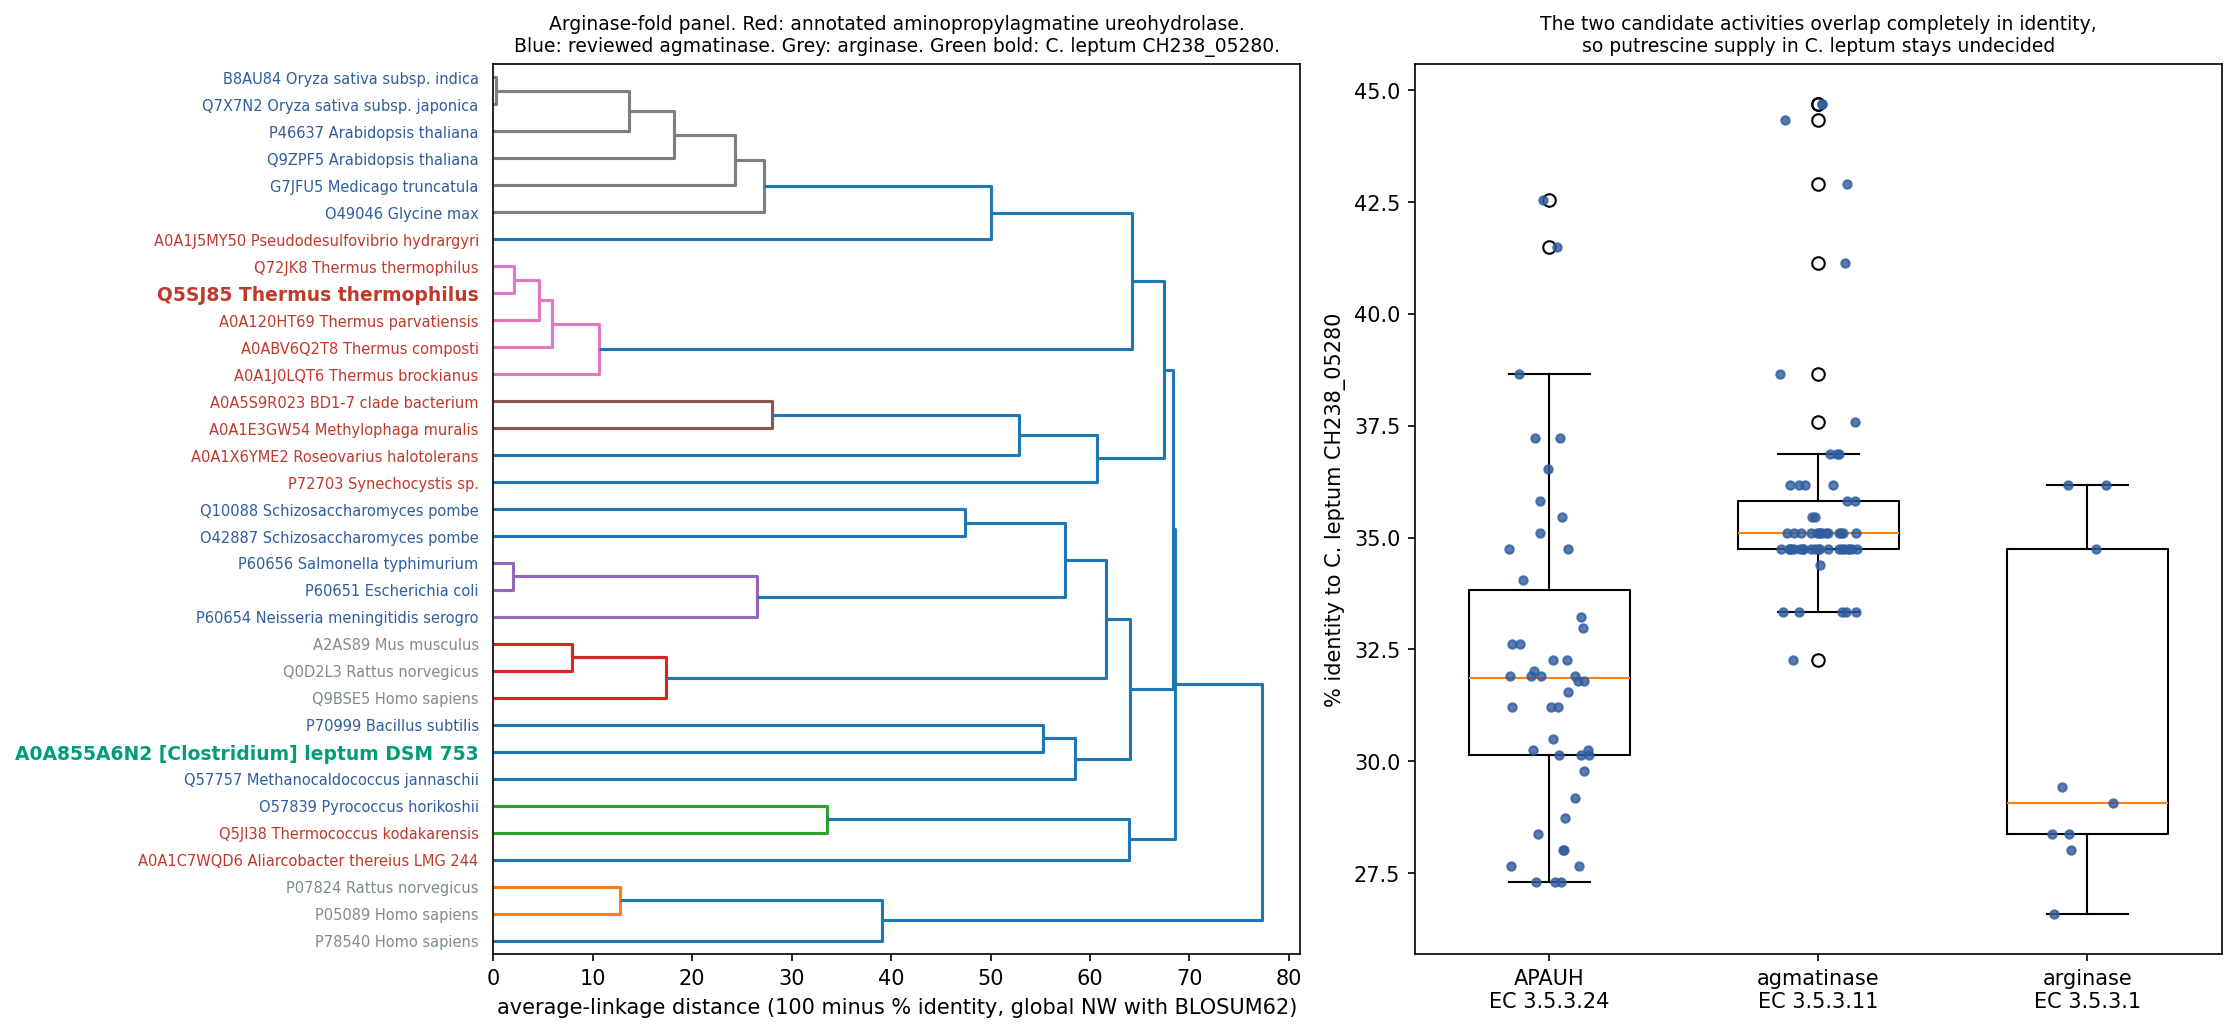 Arginase-fold panel. Red: annotated aminopropylagmatine ureohydrolase.
Blue: reviewed agmatinase. Grey: arginase. Green bold: C. leptum CH238_05280.
B8AU84 Oryza sativa subsp. indica
Q7X7N2 Oryza sativa subsp. japonica
P46637 Arabidopsis thaliana
Q9ZPF5 Arabidopsis thaliana
G7JFU5 Medicago truncatula
O49046 Glycine max
A0A1J5MY50 Pseudodesulfovibrio hydrargyri
Q72JK8 Thermus thermophilus
Q5SJ85 Thermus thermophilus
A0A120HT69 Thermus parvatiensis
A0ABV6Q2T8 Thermus composti
A0A1J0LQT6 Thermus brockianus
A0A5S9R023 BD1-7 clade bacterium
A0A1E3GW54 Methylophaga muralis
A0A1X6YME2 Roseovarius halotolerans
P72703 Synechocystis sp.
Q10088 Schizosaccharomyces pombe
O42887 Schizosaccharomyces pombe
P60656 Salmonella typhimurium
P60651 Escherichia coli
P60654 Neisseria meningitidis serogro
A2AS89 Mus musculus
Q0D2L3 Rattus norvegicus
Q9BSE5 Homo sapiens
P70999 Bacillus subtilis
A0A855A6N2 [Clostridium] leptum DSM 753
Q57757 Methanocaldococcus jannaschii
O57839 Pyrococcus horikoshii
Q5JI38 Thermococcus kodakarensis
A0A1C7WQD6 Aliarcobacter thereius LMG 244
P07824 Rattus norvegicus
P05089 Homo sapiens
P78540 Homo sapiens
0 10 20 30 40 50 60 70 80
average-linkage distance (100 minus % identity, global NW with BLOSUM62)
The two candidate activities overlap completely in identity,
so putrescine supply in C. leptum stays undecided
% identity to C. leptum CH238_05280
45.0
42.5
40.0
37.5
35.0
32.5
30.0
27.5
APAUH
EC 3.5.3.24
agmatinase
EC 3.5.3.11
arginase
EC 3.5.3.1